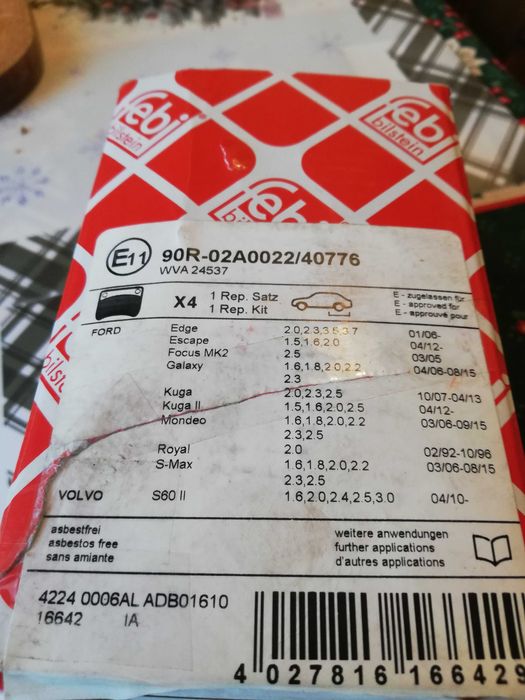 febi
bilstein
febi
bilstein
febi
bilstein
E11 90R-02A0022/40776
WVA 24537
X4 1 Rep. Satz
1 Rep. Kit
E - zugelassen für
E - approved for
E - approuvé pour
FORD Edge 2.0,2.3,3.5,3.7 01/06-
Escape 1.5,1.6,2.0 04/12-
Focus MK2 2.5 03/05
Galaxy 1.6,1.8,2.0,2.2 04/06-08/15
2.3
Kuga 2.0,2.3,2.5 10/07-04/13
Kuga II 1.5,1.6,2.0,2.5 04/12-
Mondeo 1.6,1.8,2.0,2.2 03/06-09/15
2.3,2.5
Royal 2.0 02/92-10/96
S-Max 1.6,1.8,2.0,2.2 03/06-08/15
2.3,2.5
VOLVO S60 II 1.6,2.0,2.4,2.5,3.0 04/10-
asbestfrei
asbestos free
sans amiante
weitere anwendungen
further applications
d'autres applications
4224 0006AL ADB01610
16642 IA
4 027816 166429